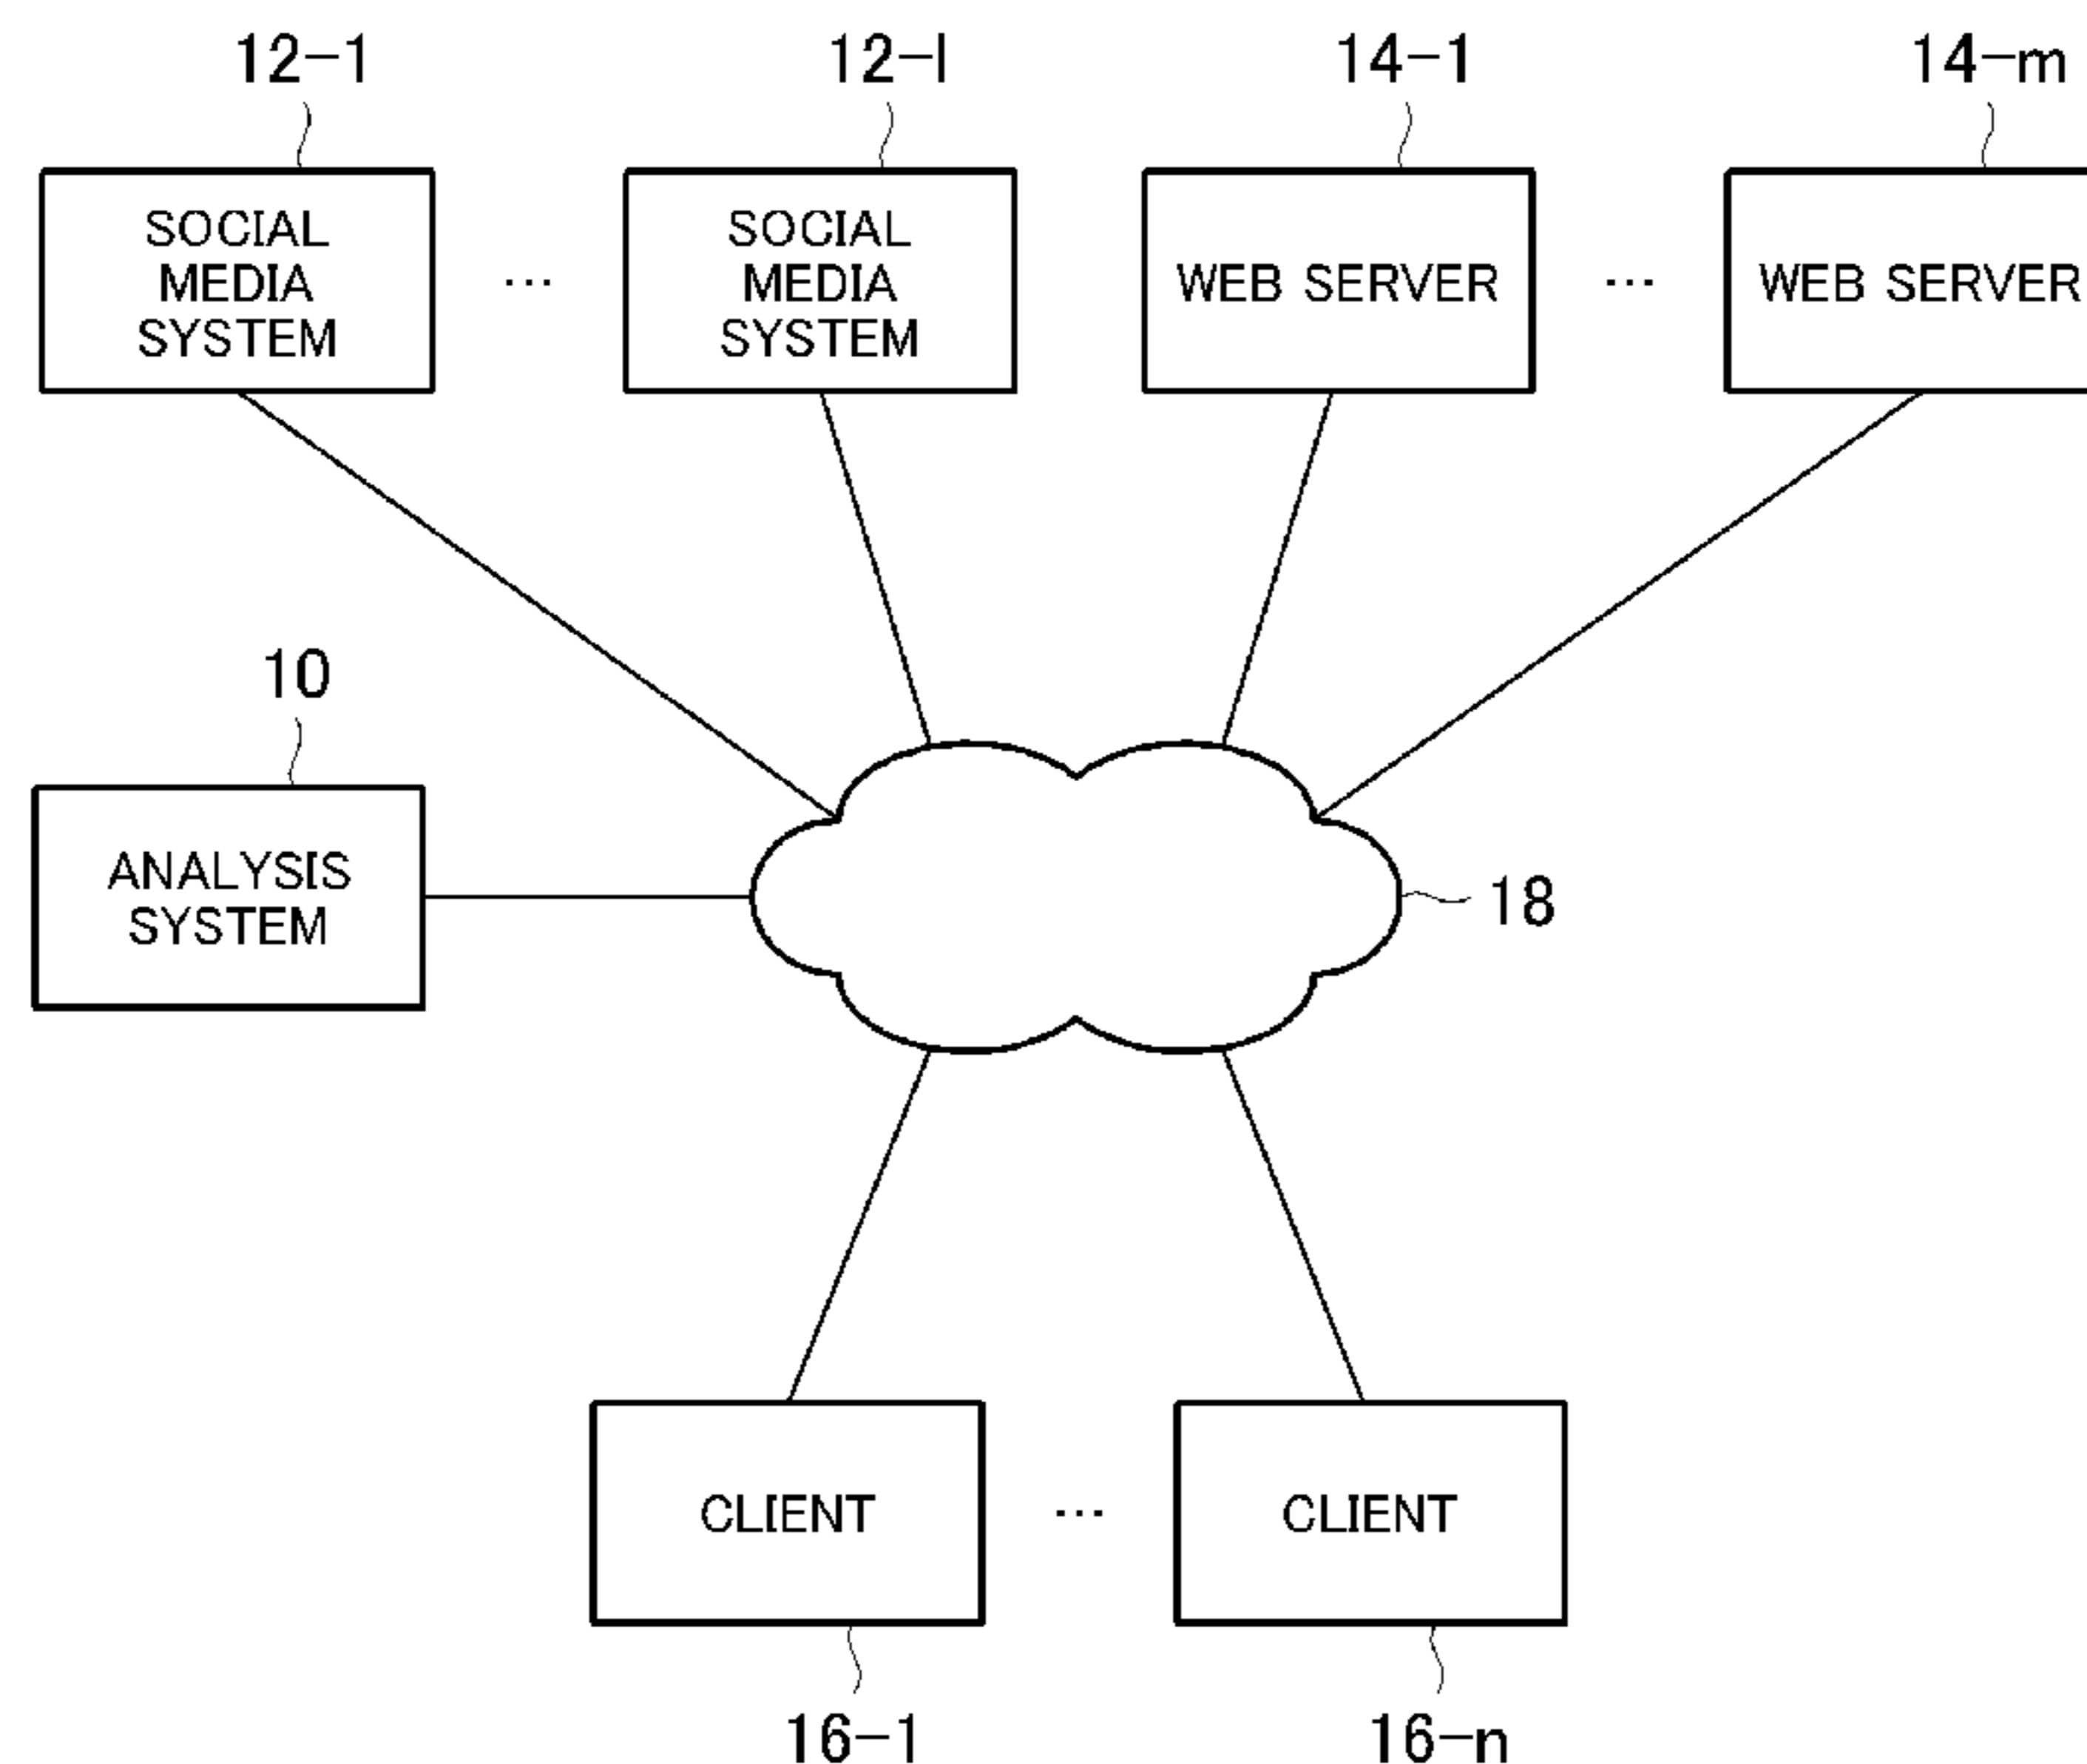 12-1
12-l
14-1
14-m
SOCIAL
MEDIA
SYSTEM
...
SOCIAL
MEDIA
SYSTEM
WEB SERVER
...
WEB SERVER
10
ANALYSIS
SYSTEM
18
CLIENT
...
CLIENT
16-1
16-n